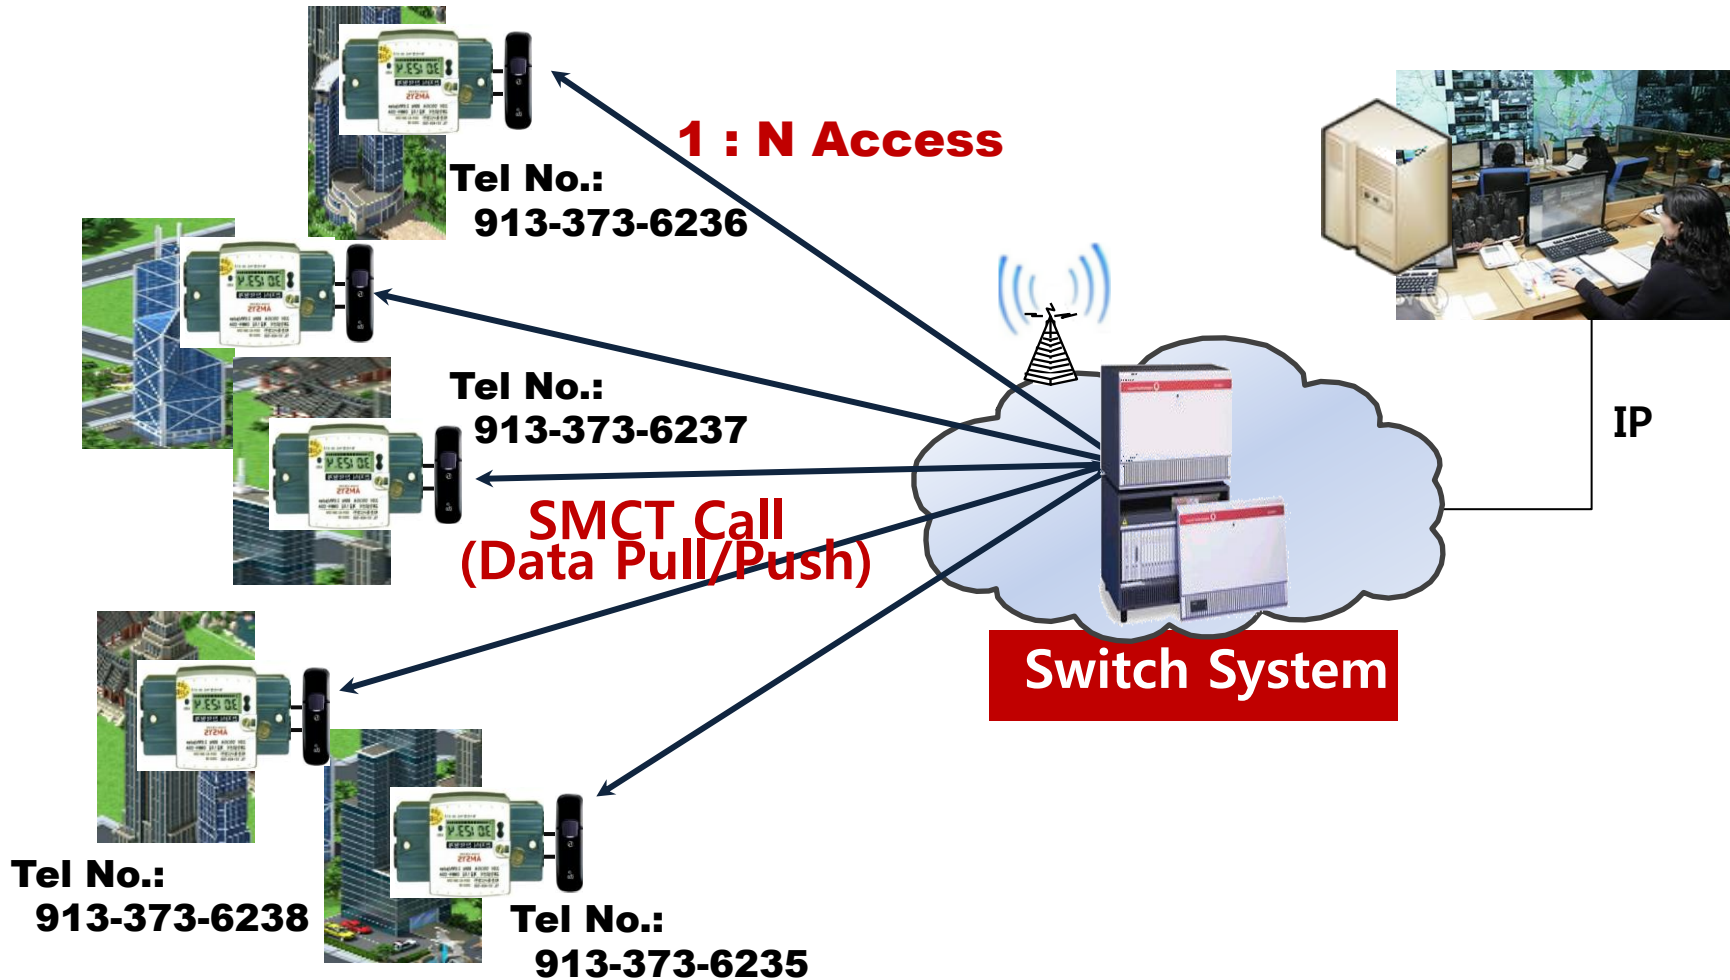 1 : N Access
Tel No.:
913-373-6236
Tel No.:
913-373-6237
IP
SMCT Call
(Data Pull/Push)
Switch System
Tel No.:
913-373-6238
Tel No.:
913-373-6235